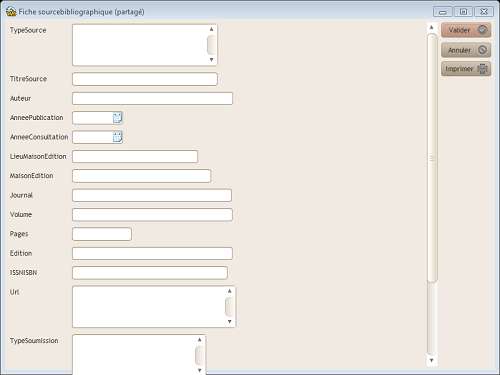 Fiche sourcebibliographique (partagé)
TypeSource
Valider
Annuler
Imprimer
TitreSource
Auteur
AnneePublication
AnneeConsultation
LieuMaisonEdition
MaisonEdition
Journal
Volume
Pages
Edition
ISSNISBN
Url
TypeSoumission